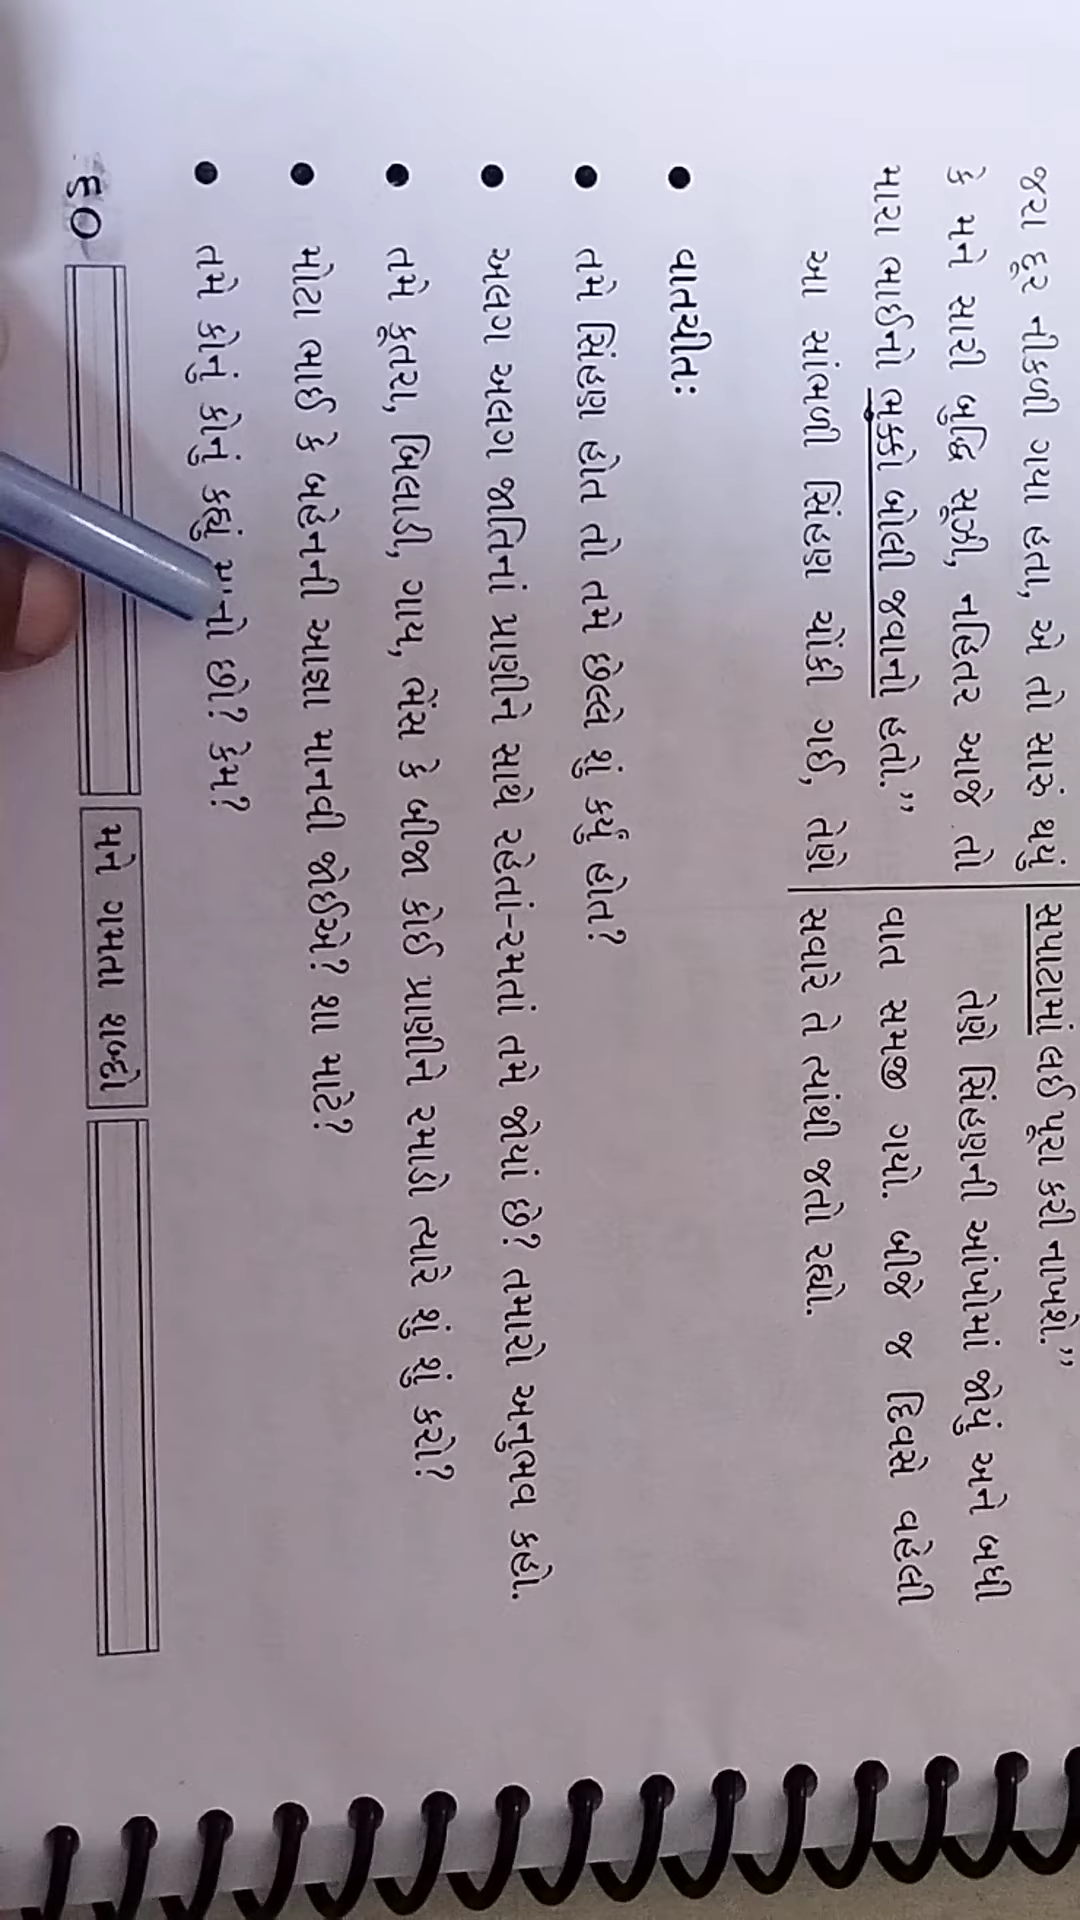 જરા દૂર નીકળી ગયા હતા, એ તો સારું થયું
કે મને સારી બુદ્ધિ સૂઝી, નહિતર આજે તો
મારા ભાઈનો ભુક્કો બોલી જવાનો હતો.”
આ સાંભળી સિંહણ ચોંકી ગઈ, તેણે
સપાટામાં લઈ પૂરા કરી નાખશે.”
તેણે સિંહણની આંખોમાં જોયું અને બધી
વાત સમજી ગયો. બીજે જ દિવસે વહેલી
સવારે તે ત્યાંથી જતો રહ્યો.
• વાતચીતઃ
• તમે સિંહણ હોત તો તમે છેલ્લે શું કર્યું હોત?
• અલગ અલગ જાતિનાં પ્રાણીને સાથે રહેતાં-રમતાં તમે જોયાં છે? તમારો અનુભવ કહો.
• તમે કૂતરા, બિલાડી, ગાય, ભેંસ કે બીજા કોઈ પ્રાણીને રમાડો ત્યારે શું શું કરો?
• મોટા ભાઈ કે બહેનની આજ્ઞા માનવી જોઈએ? શા માટે?
• તમે કોનું કોનું કહ્યું માનો છો? કેમ?
૬૦
મને ગમતા શબ્દો